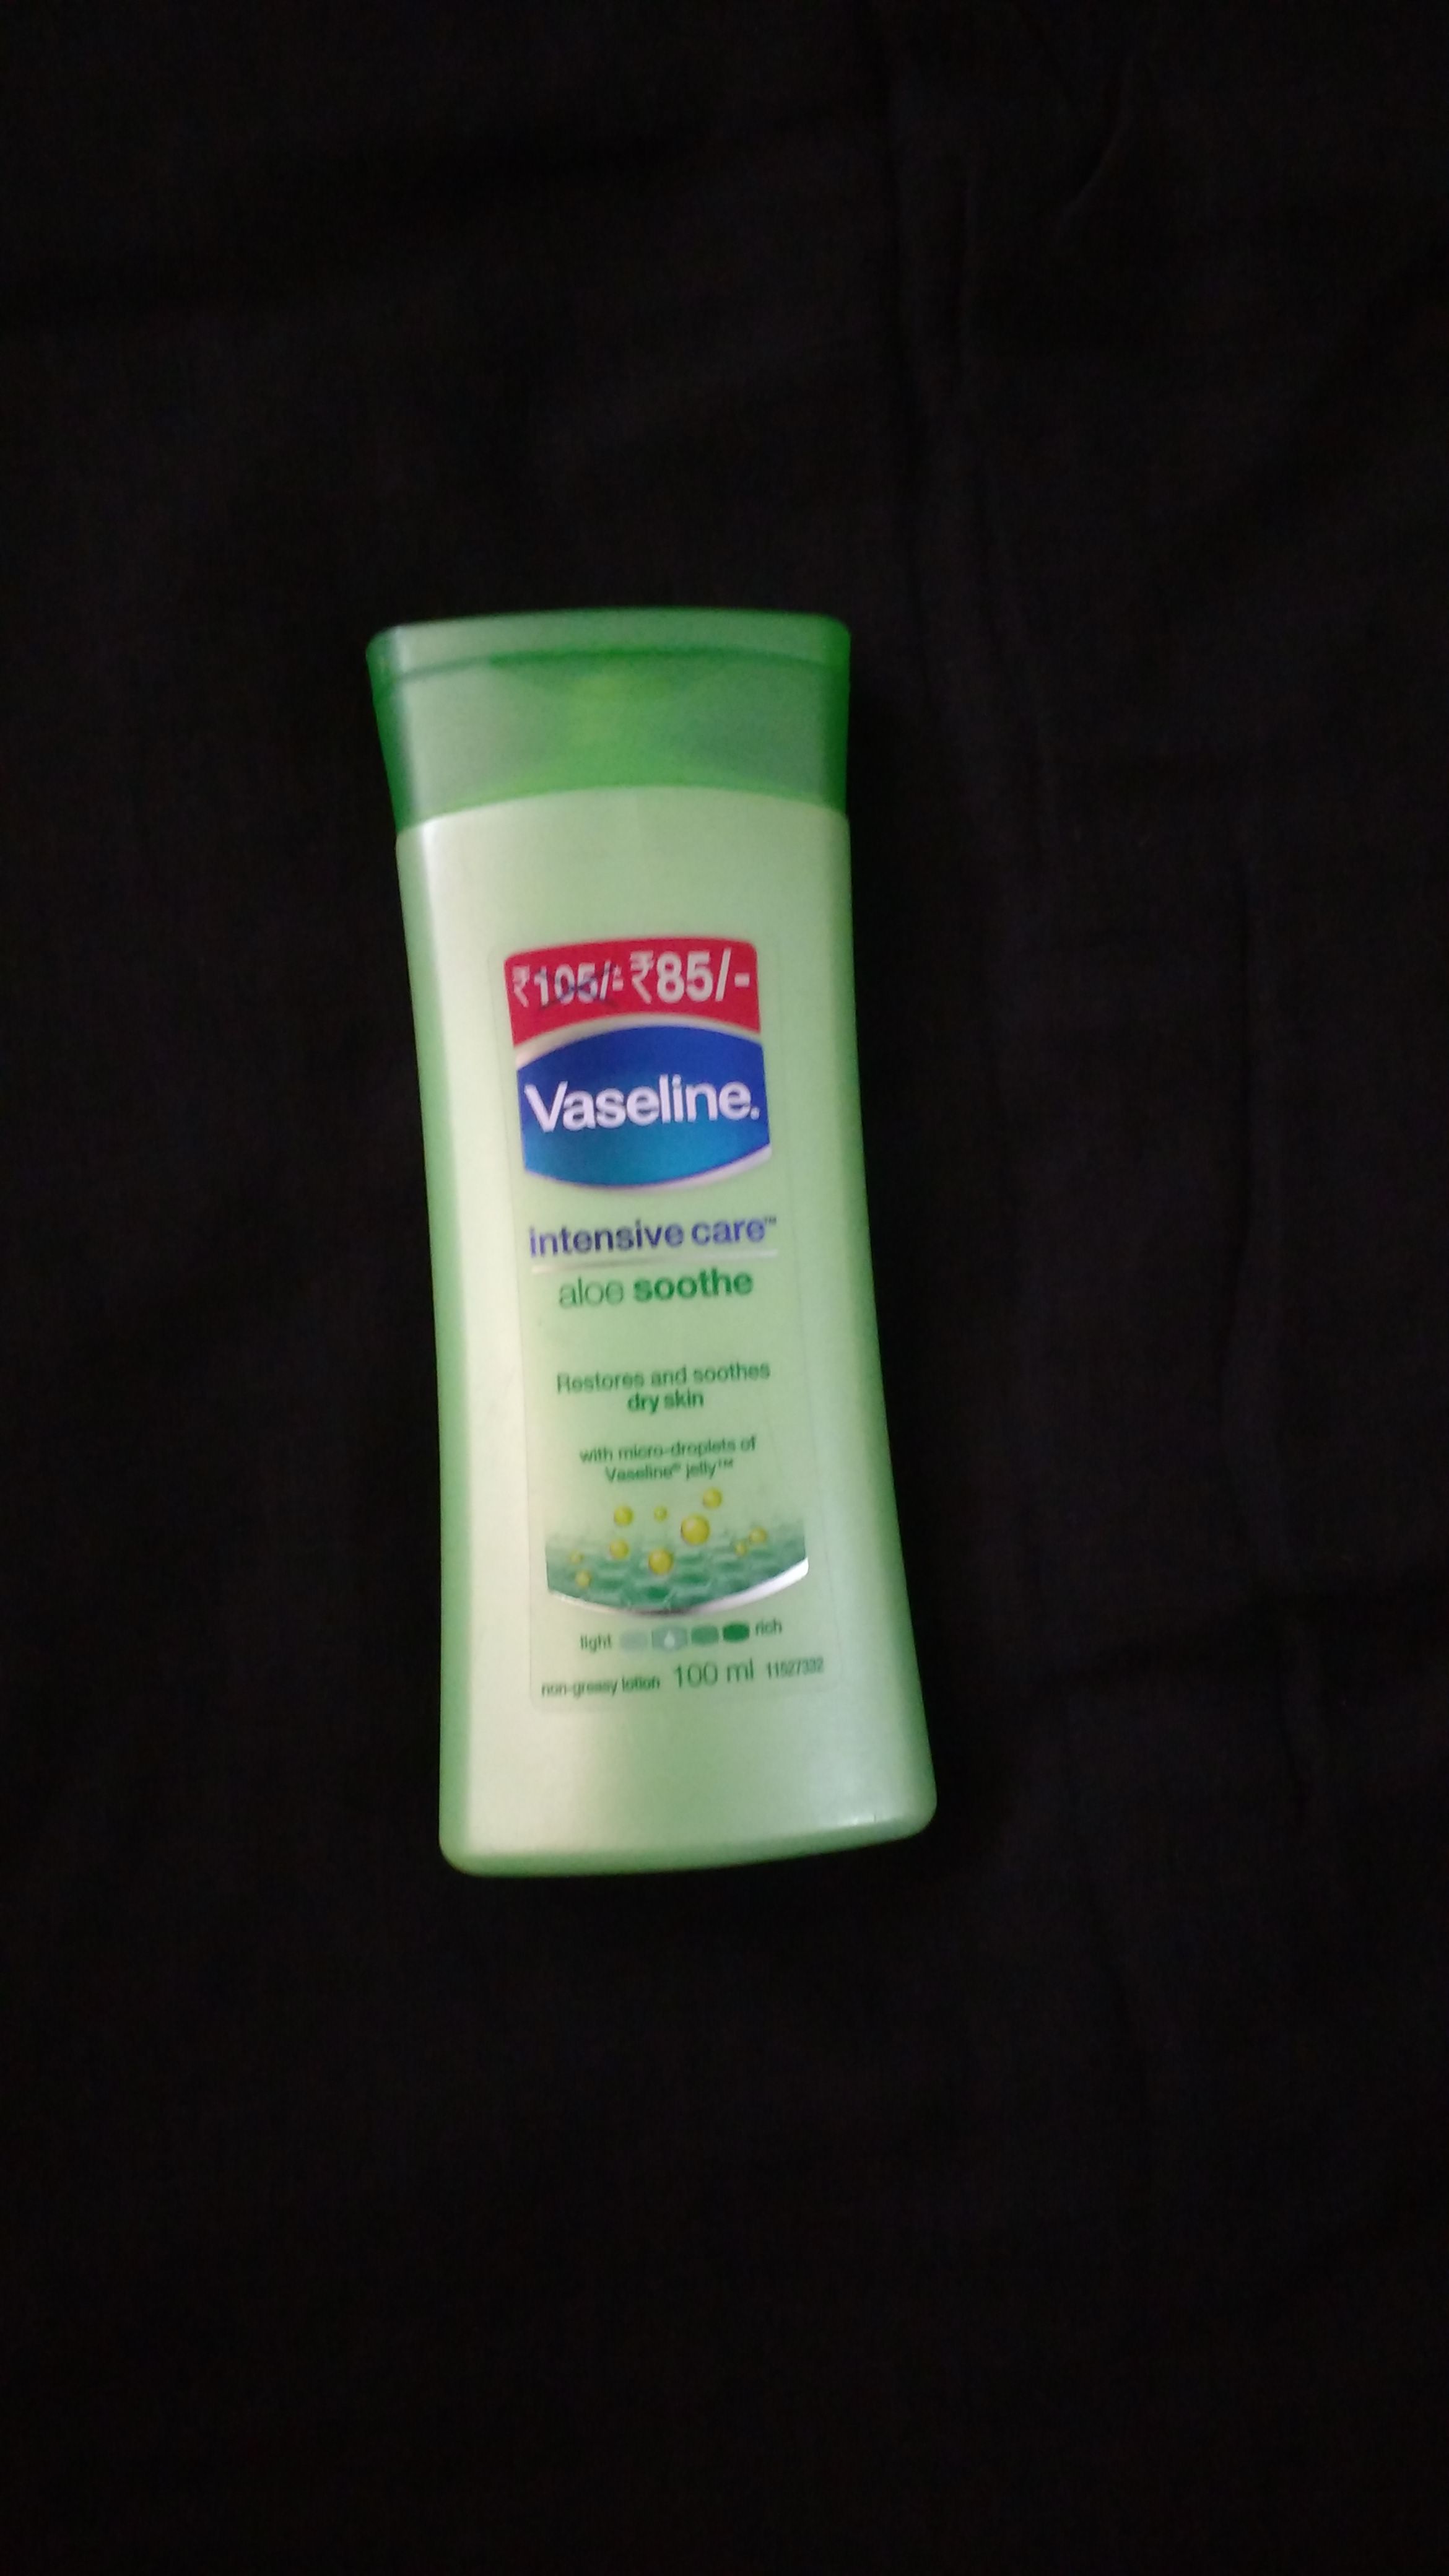 ₹105/- ₹85/-
Vaseline.
intensive care™
aloe soothe
Restores and soothes
dry skin
with micro-droplets of
Vaseline® jelly™
light rich
non-greasy lotion 100 ml 11527332